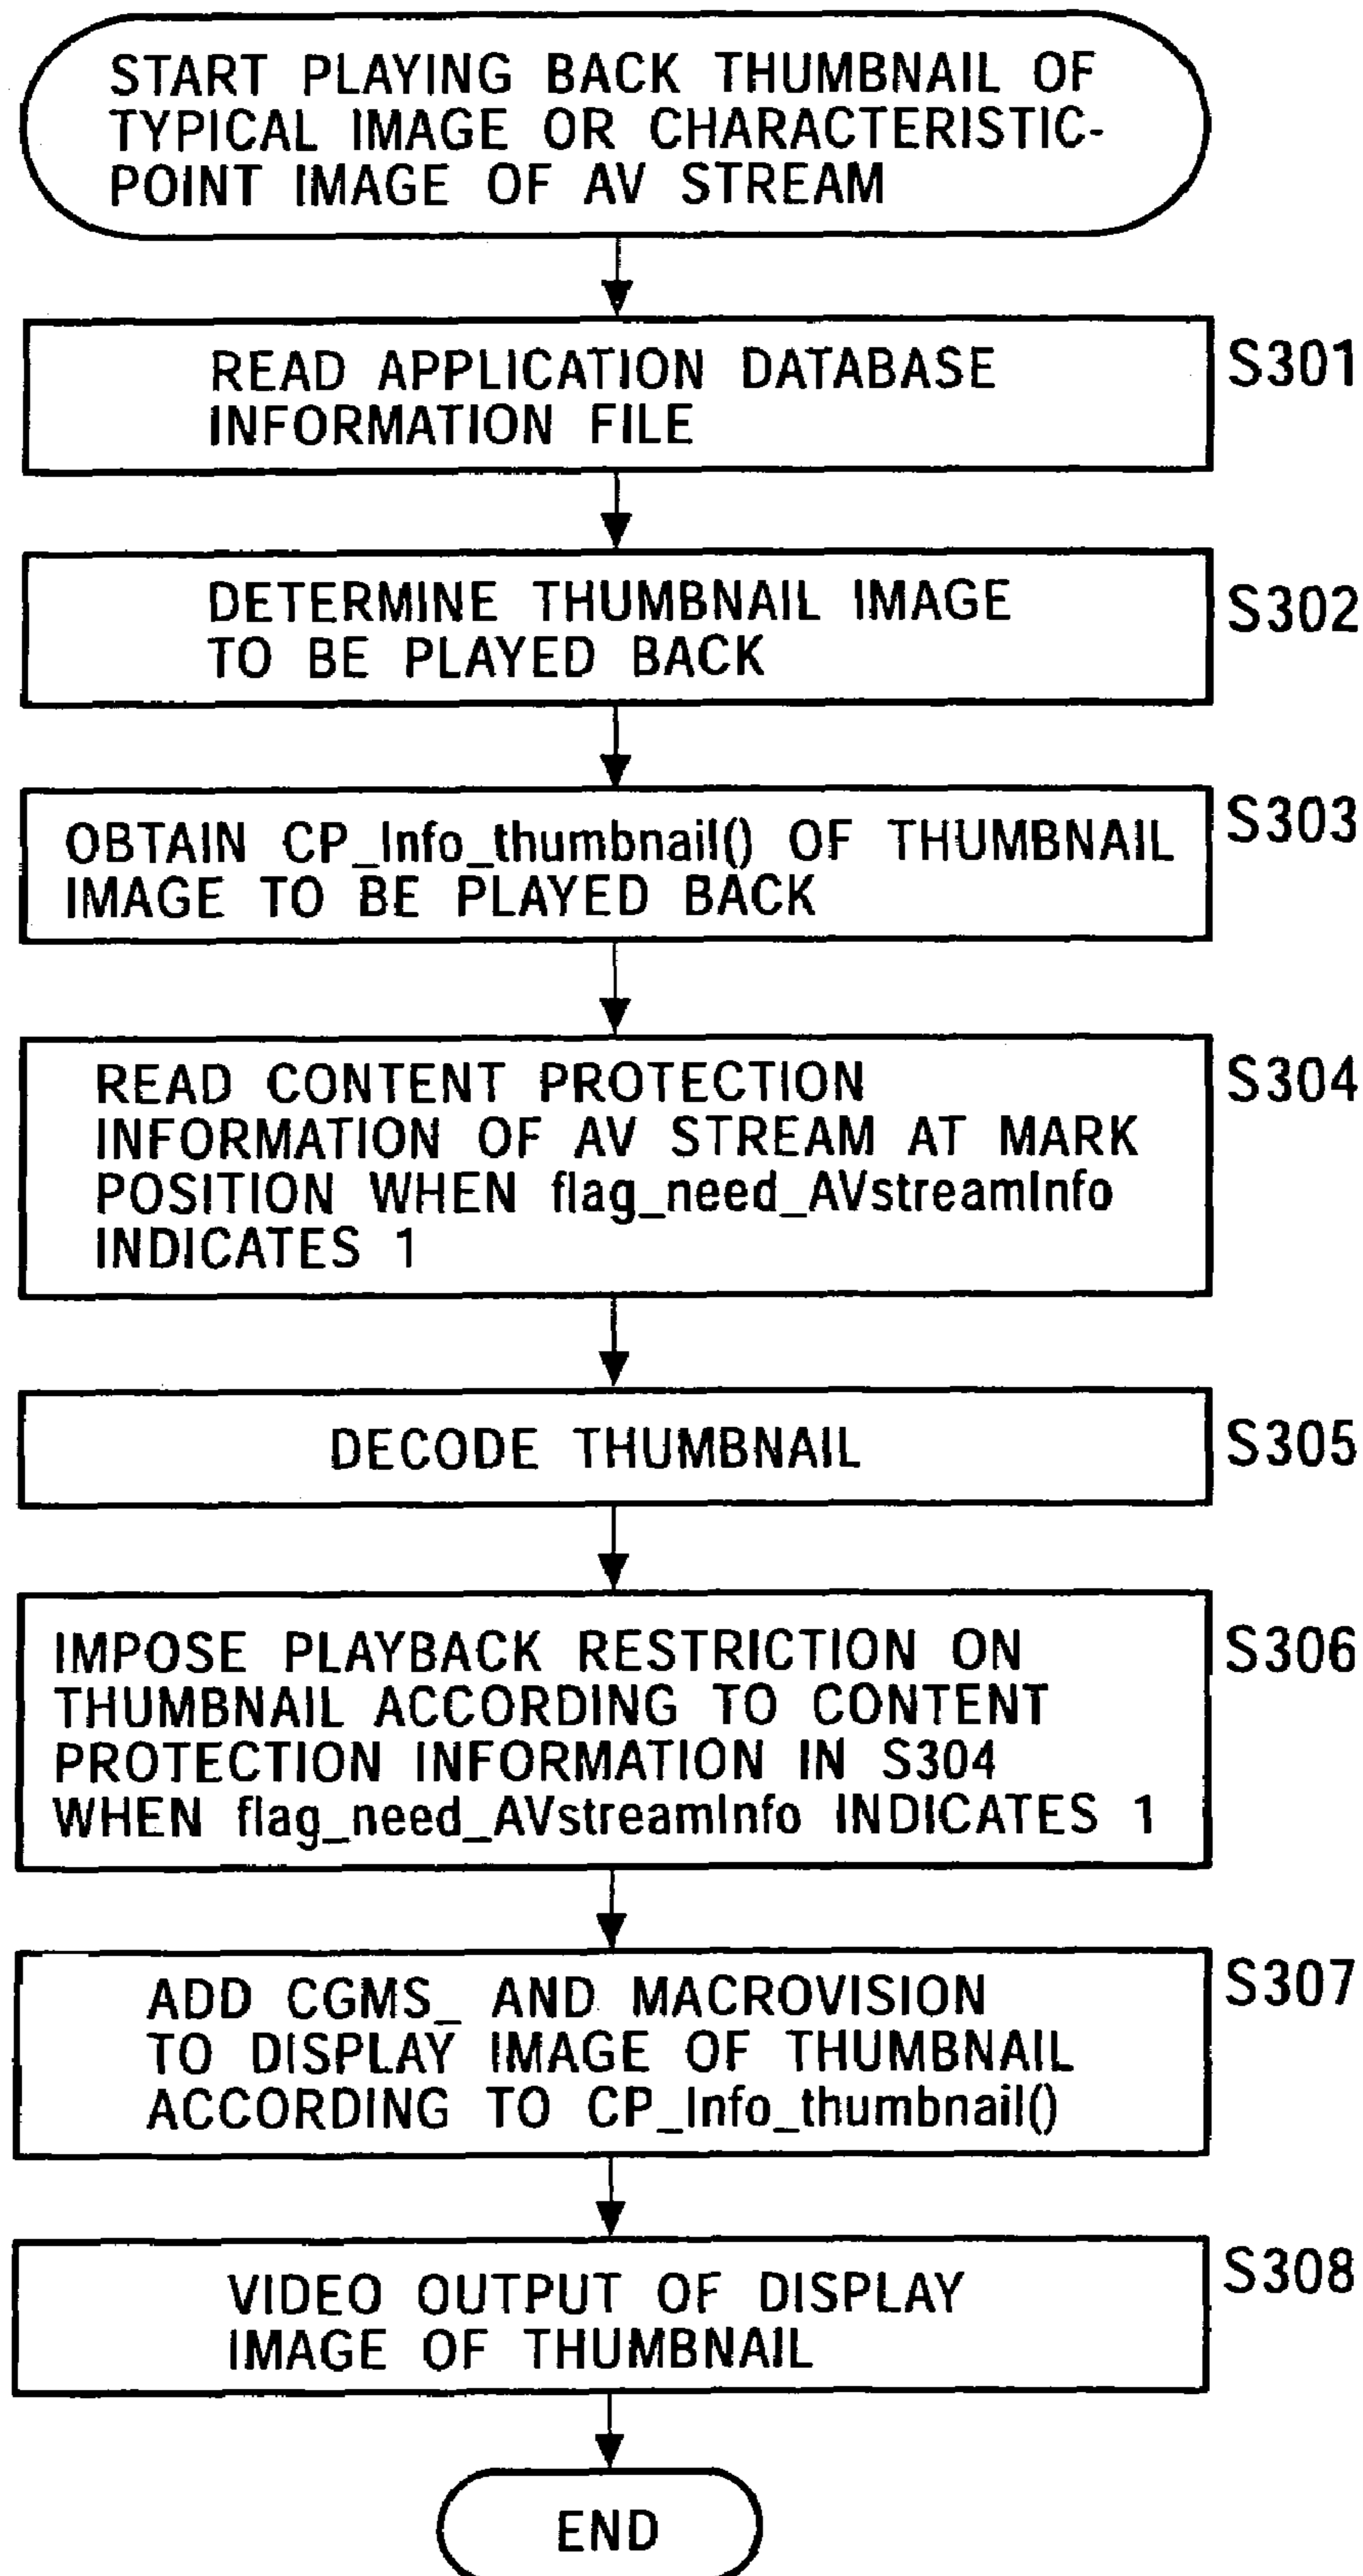 START PLAYING BACK THUMBNAIL OF
TYPICAL IMAGE OR CHARACTERISTIC-
POINT IMAGE OF AV STREAM
READ APPLICATION DATABASE
INFORMATION FILE
S301
DETERMINE THUMBNAIL IMAGE
TO BE PLAYED BACK
S302
OBTAIN CP_Info_thumbnail() OF THUMBNAIL
IMAGE TO BE PLAYED BACK
S303
READ CONTENT PROTECTION
INFORMATION OF AV STREAM AT MARK
POSITION WHEN flag_need_AVstreamInfo
INDICATES 1
S304
DECODE THUMBNAIL
S305
IMPOSE PLAYBACK RESTRICTION ON
THUMBNAIL ACCORDING TO CONTENT
PROTECTION INFORMATION IN S304
WHEN flag_need_AVstreamInfo INDICATES 1
S306
ADD CGMS_ AND MACROVISION
TO DISPLAY IMAGE OF THUMBNAIL
ACCORDING TO CP_Info_thumbnail()
S307
VIDEO OUTPUT OF DISPLAY
IMAGE OF THUMBNAIL
S308
END